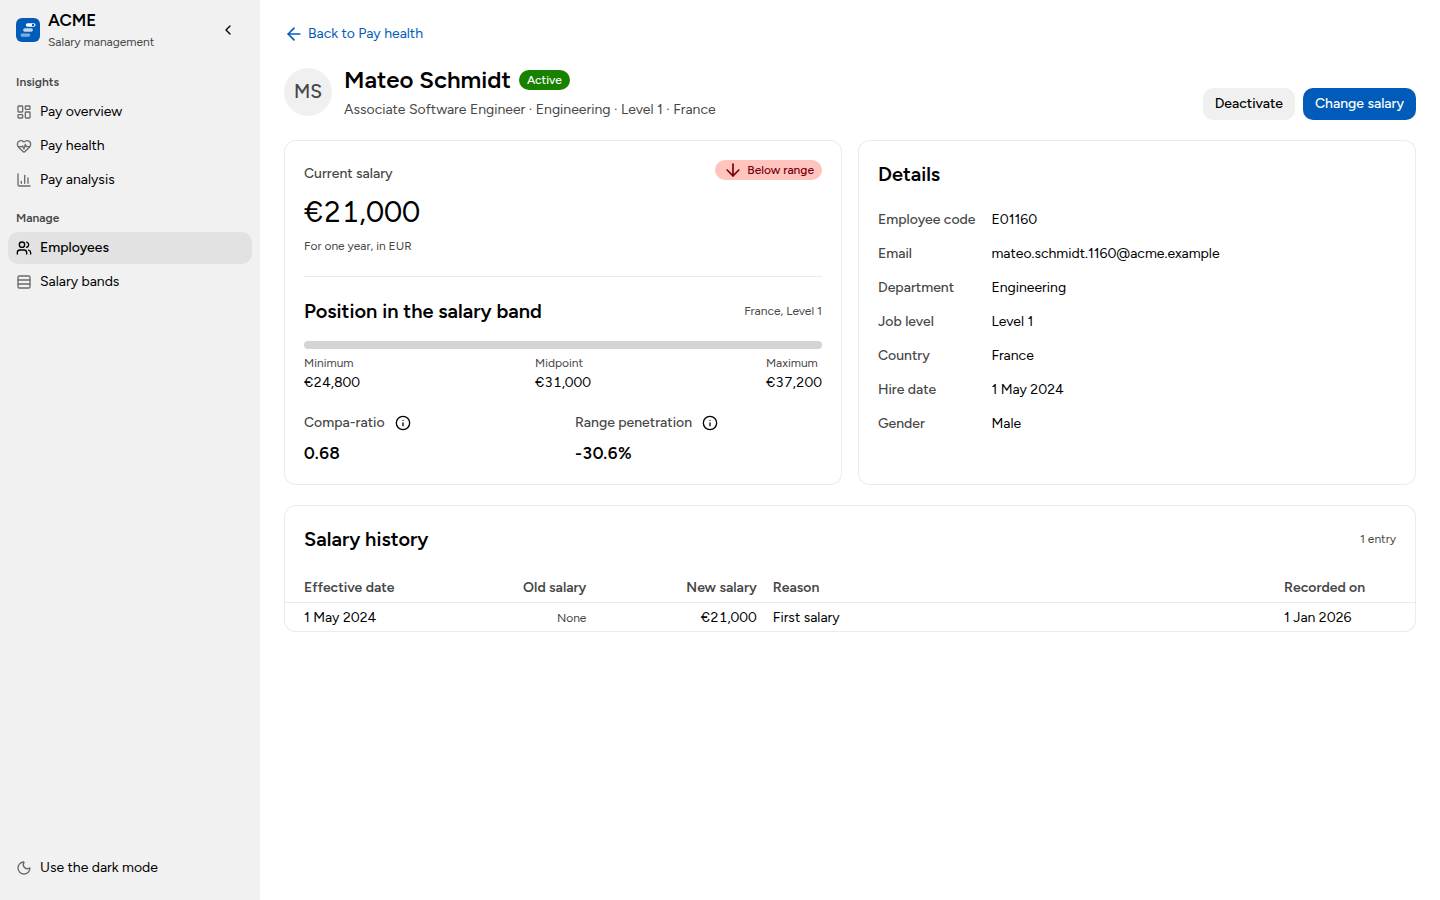 ACME
Salary management
Insights
Pay overview
Pay health
Pay analysis
Manage
Employees
Salary bands
Use the dark mode
Back to Pay health
MS
Mateo Schmidt
Active
Associate Software Engineer · Engineering · Level 1 · France
Deactivate
Change salary
Current salary
Below range
€21,000
For one year, in EUR
Position in the salary band
France, Level 1
Minimum
Midpoint
Maximum
€24,800
€31,000
€37,200
Compa-ratio
Range penetration
0.68
-30.6%
Details
Employee code E01160
Email mateo.schmidt.1160@acme.example
Department Engineering
Job level Level 1
Country France
Hire date 1 May 2024
Gender Male
Salary history
1 entry
Effective date Old salary New salary Reason Recorded on
1 May 2024 None €21,000 First salary 1 Jan 2026